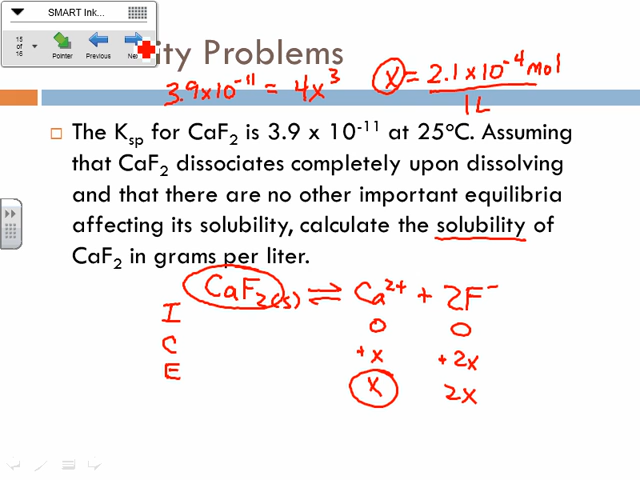 SMART Ink...
15
of
16
Pointer
Previous
Nex
ity Problems
3.9x10⁻¹¹ = 4x³
x = 2.1x10⁻⁴ mol
1L
The Ksp for CaF₂ is 3.9 x 10⁻¹¹ at 25°C. Assuming
that CaF₂ dissociates completely upon dissolving
and that there are no other important equilibria
affecting its solubility, calculate the solubility of
CaF₂ in grams per liter.
CaF₂(s) ⇌ Ca²⁺ + 2F⁻
I 0 0
C +x +2x
E x 2x